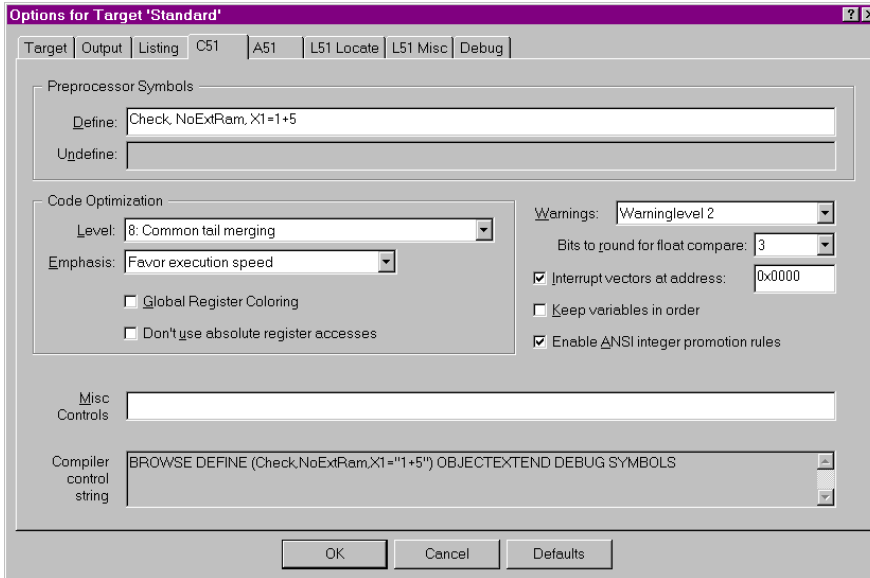 Options for Target 'Standard'
Target Output Listing C51 A51 L51 Locate L51 Misc Debug
Preprocessor Symbols
Define: Check, NoExtRam, X1=1+5
Undefine:
Code Optimization
Level: 8: Common tail merging
Emphasis: Favor execution speed
Global Register Coloring
Don't use absolute register accesses
Warnings: Warninglevel 2
Bits to round for float compare: 3
Interrupt vectors at address: 0x0000
Keep variables in order
Enable ANSI integer promotion rules
Misc
Controls
Compiler
control
string
BROWSE DEFINE (Check,NoExtRam,X1="1+5") OBJECTEXTEND DEBUG SYMBOLS
OK Cancel Defaults